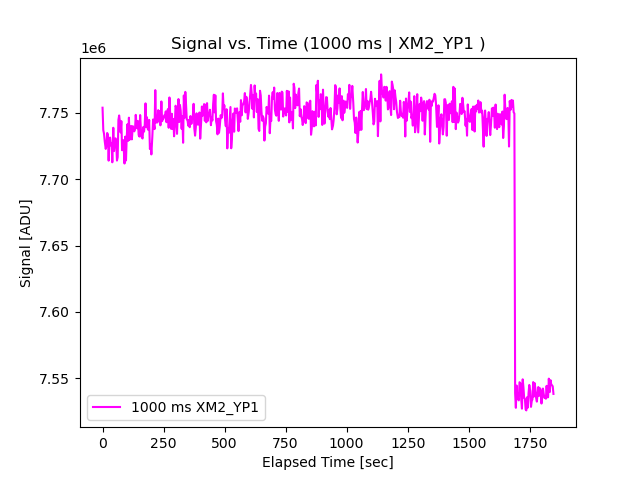 Signal vs. Time (1000 ms | XM2_YP1 )
1e6
7.75
7.70
7.65
7.60
7.55
Signal [ADU]
1000 ms XM2_YP1
0 250 500 750 1000 1250 1500 1750
Elapsed Time [sec]